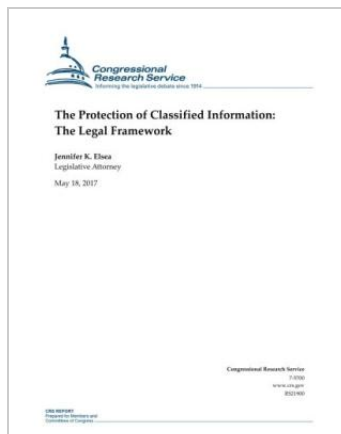 Congressional
Research Service
Informing the legislative debate since 1914
The Protection of Classified Information:
The Legal Framework
Jennifer K. Elsea
Legislative Attorney
May 18, 2017
Congressional Research Service
7-5700
www.crs.gov
RS21900
CRS REPORT
Prepared for Members and
Committees of Congress